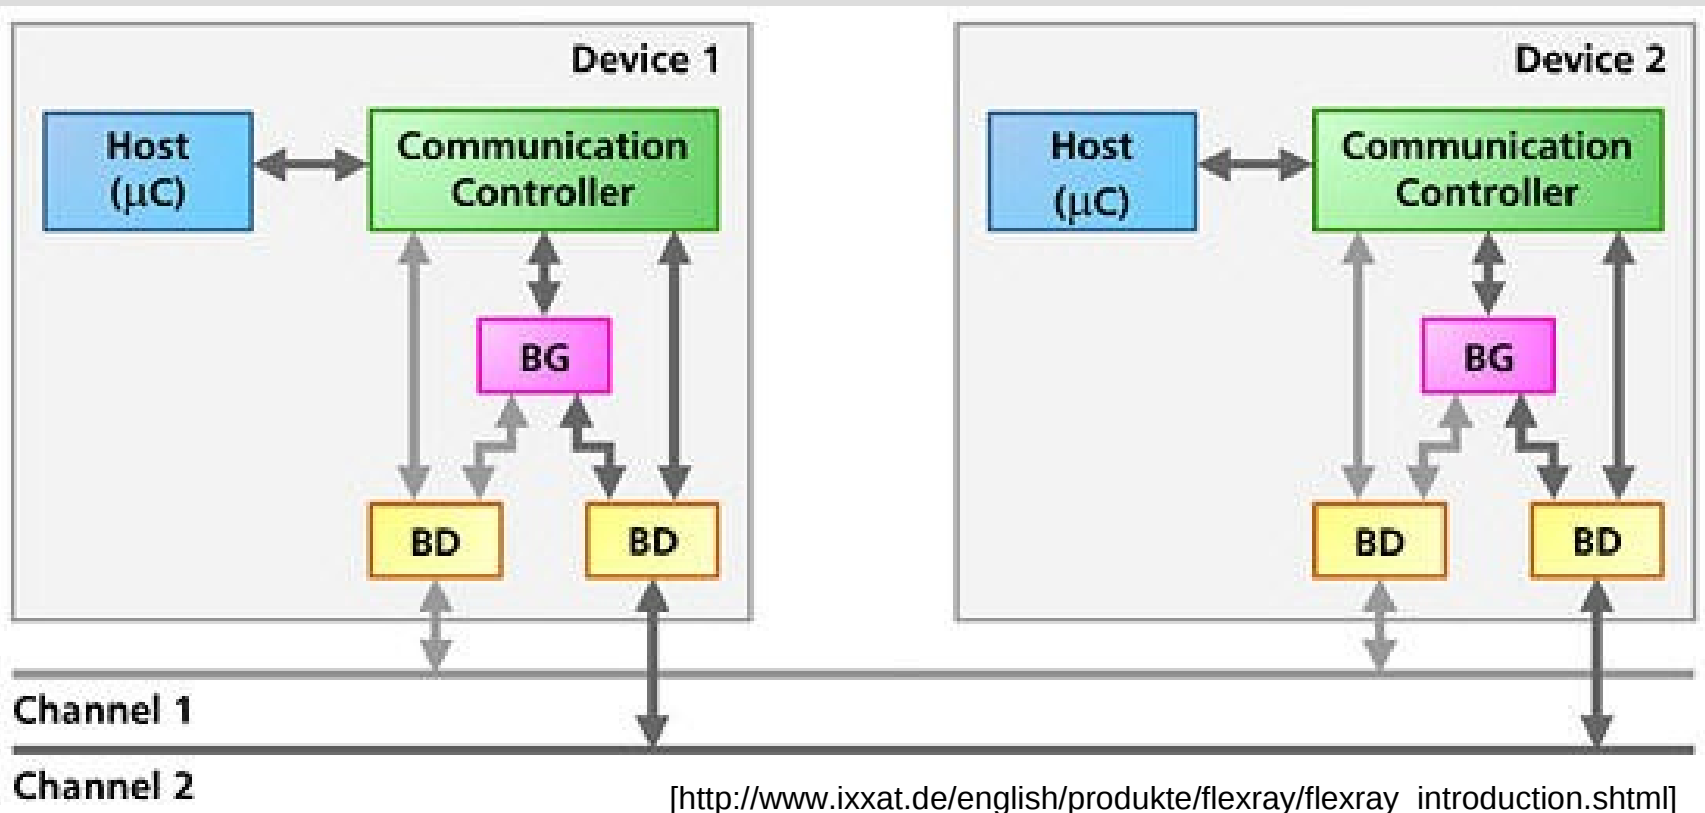 Device 1
Host
(μC)
Communication
Controller
BG
BD
BD
Device 2
Host
(μC)
Communication
Controller
BG
BD
BD
Channel 1
Channel 2
[http://www.ixxat.de/english/produkte/flexray/flexray_introduction.shtml]